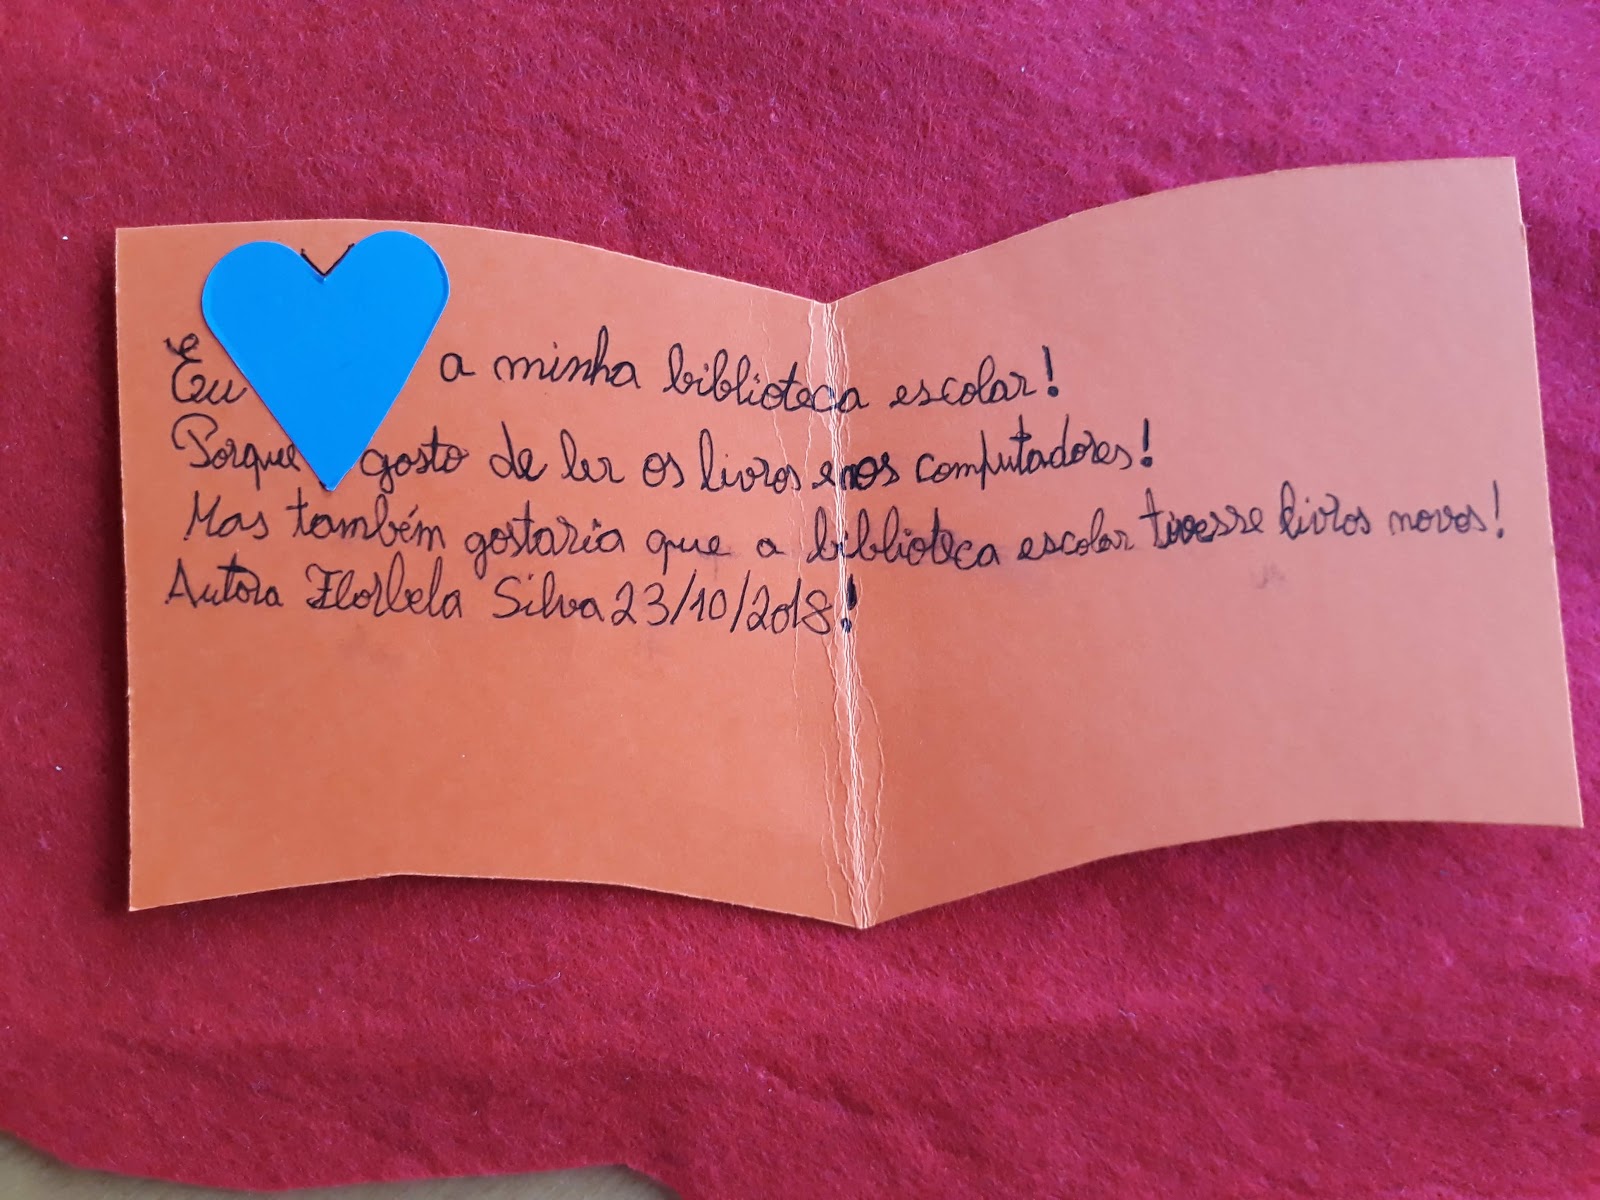 Eu a minha biblioteca escolar!
Porque gosto de ler os livros e nos computadores!
Mas também gostaria que a biblioteca escolar tivesse livros novos!
Autora Florbela Silva 23/10/2018!